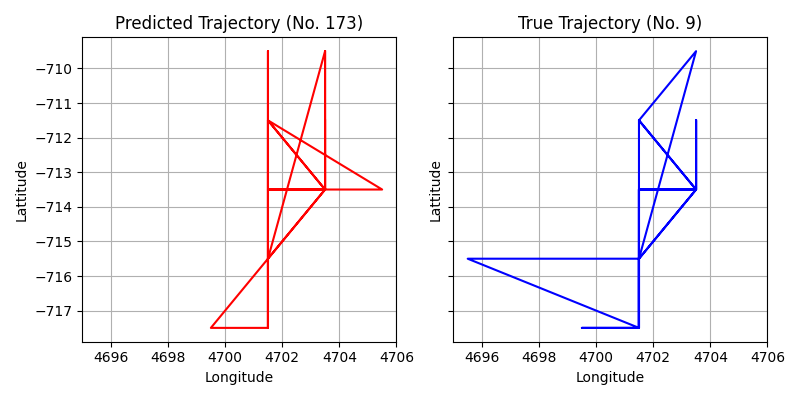 Predicted Trajectory (No. 173)
True Trajectory (No. 9)
Lattitude
−710
−711
−712
−713
−714
−715
−716
−717
4696 4698 4700 4702 4704 4706
Longitude
Lattitude
4696 4698 4700 4702 4704 4706
Longitude